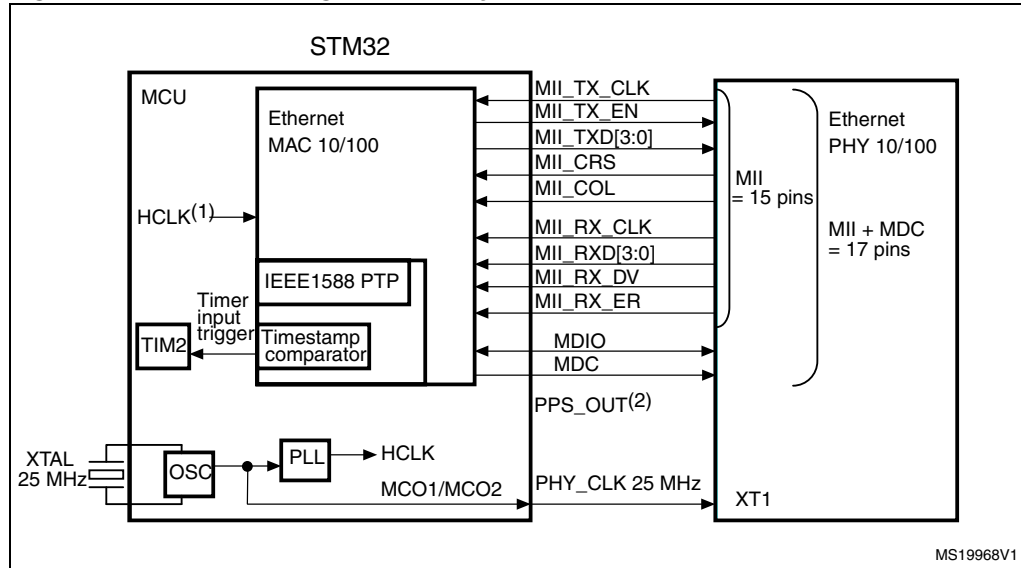 STM32
MCU
Ethernet
MAC 10/100
HCLK(1)
IEEE1588 PTP
Timer
input
trigger
Timestamp
comparator
TIM2
XTAL
25 MHz
OSC
PLL
HCLK
MCO1/MCO2
MII_TX_CLK
MII_TX_EN
MII_TXD[3:0]
MII_CRS
MII_COL
MII_RX_CLK
MII_RXD[3:0]
MII_RX_DV
MII_RX_ER
MDIO
MDC
PPS_OUT(2)
PHY_CLK 25 MHz
Ethernet
PHY 10/100
MII
= 15 pins
MII + MDC
= 17 pins
XT1
MS19968V1